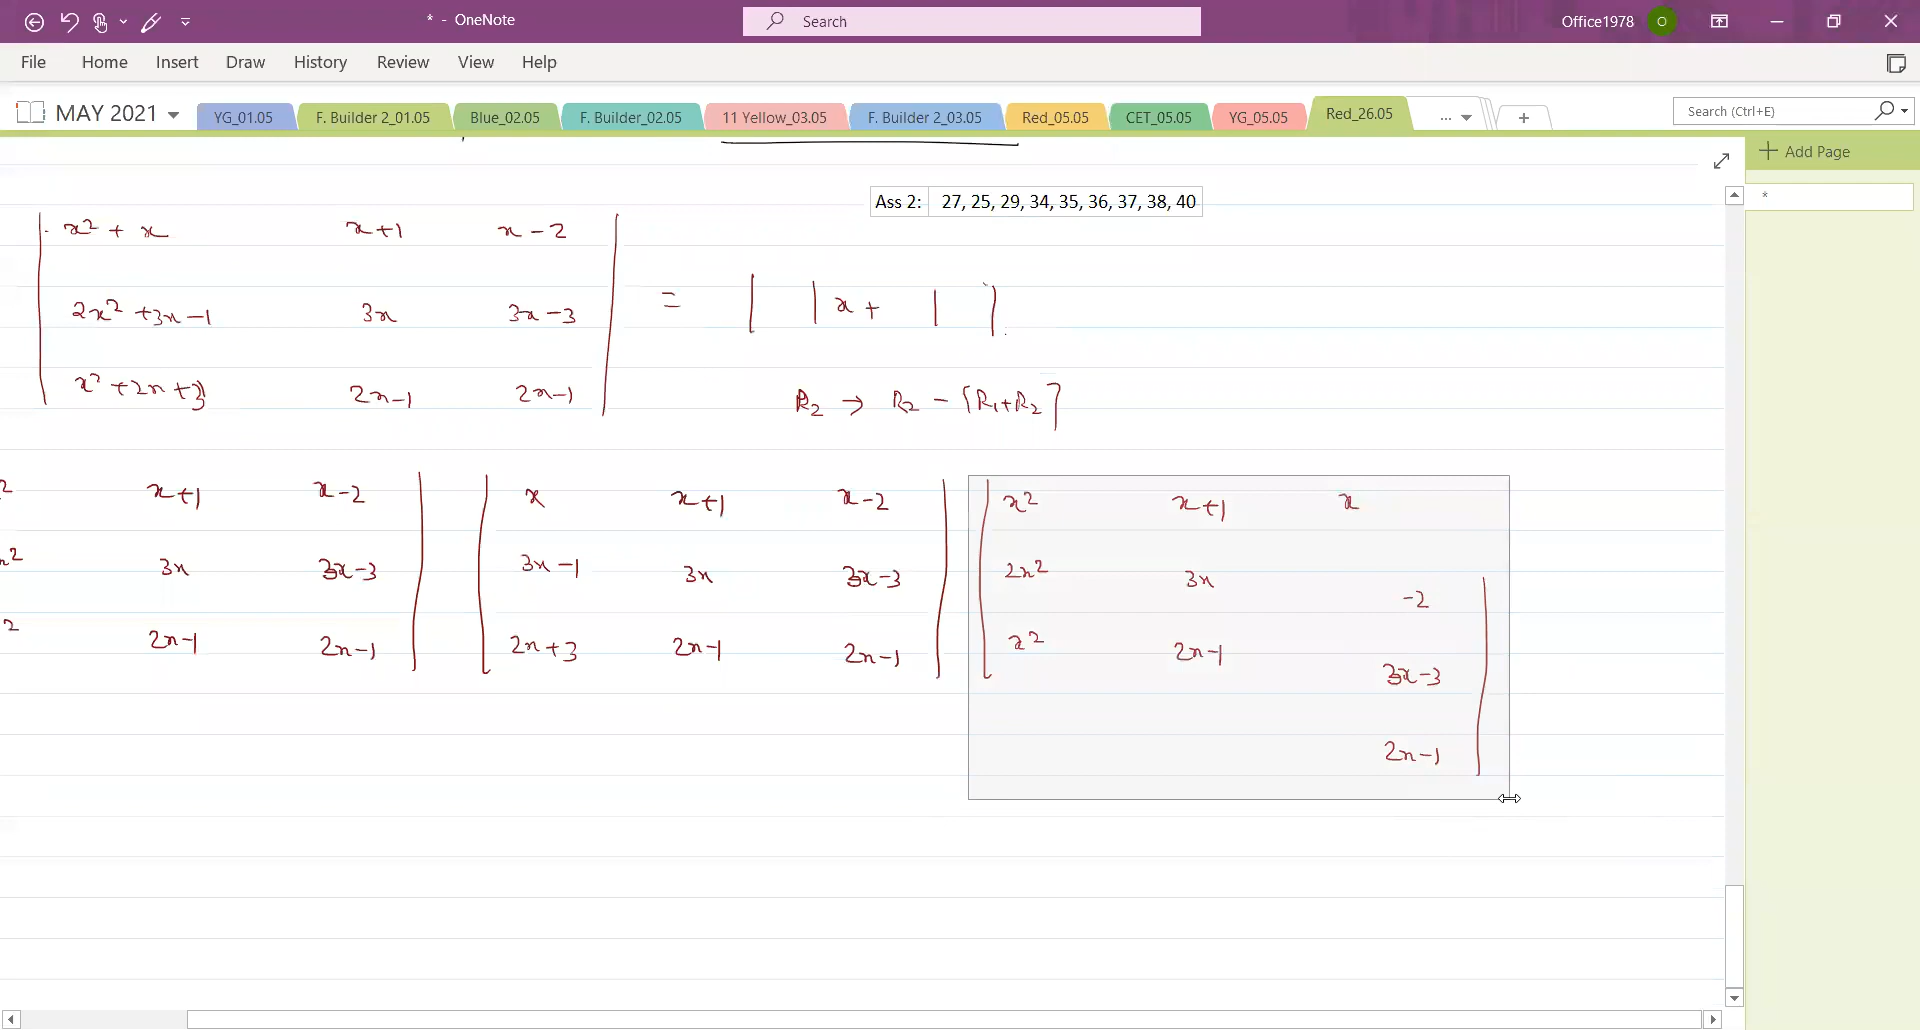 * - OneNote
Search
Office1978
O
File Home Insert Draw History Review View Help
MAY 2021
YG_01.05 F. Builder 2_01.05 Blue_02.05 F. Builder_02.05 11 Yellow_03.05 F. Builder 2_03.05 Red_05.05 CET_05.05 YG_05.05 Red_26.05 ... +
Search (Ctrl+E)
+ Add Page
*
Ass 2: 27, 25, 29, 34, 35, 36, 37, 38, 40
| x² + x x+1 x-2 |
| 2x² +3x-1 3x 3x-3 | = | | x + | |
| x² +2x+3 2x-1 2x-1 |
R₂ → R₂ - [R₁+R₂]
² x+1 x-2 | | x x+1 x-2 | | x² x+1 x
x² 3x 3x-3 | | 3x-1 3x 3x-3 | | 2x² 3x
-2 |
² 2x-1 2x-1 | | 2x+3 2x-1 2x-1 | | x² 2x-1
3x-3 |
2x-1 |